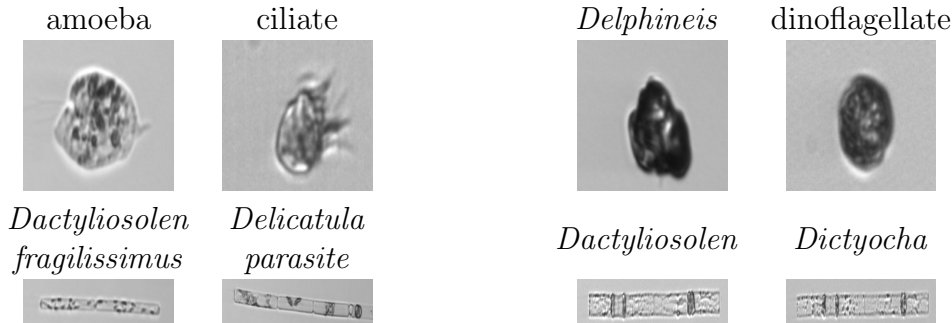 amoeba ciliate Delphineis dinoflagellate
Dactyliosolen Delicatula
fragilissimus parasite
Dactyliosolen Dictyocha